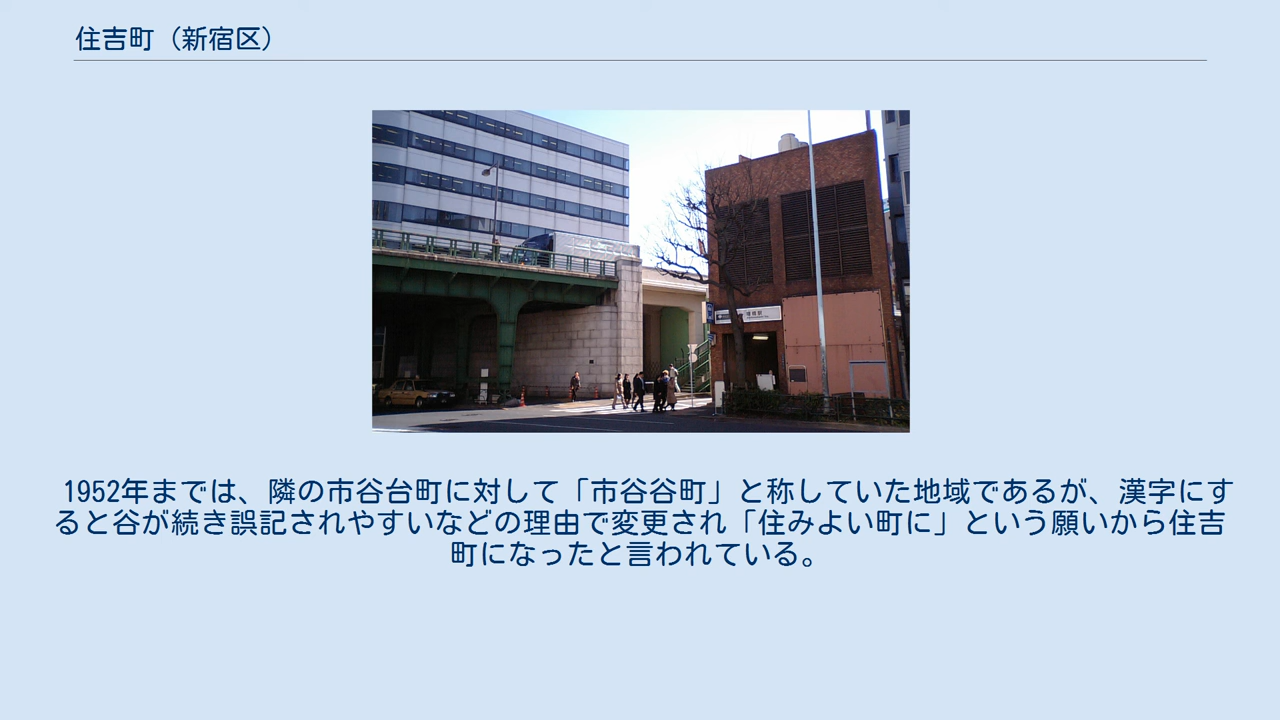 住吉町（新宿区）
曙橋駅
1952年までは、隣の市谷台町に対して「市谷谷町」と称していた地域であるが、漢字にす
ると谷が続き誤記されやすいなどの理由で変更され「住みよい町に」という願いから住吉
町になったと言われている。